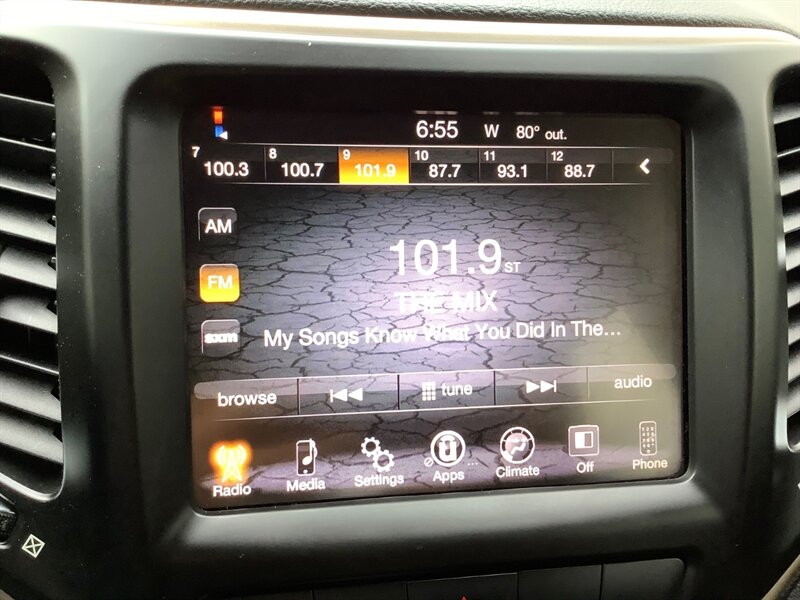 6:55 W 80° out.
7 100.3 8 100.7 9 101.9 10 87.7 11 93.1 12 88.7
AM
101.9 ST
FM
THE MIX
sxm
My Songs Know What You Did In The...
browse tune audio
Radio Media Settings Apps Climate Off Phone